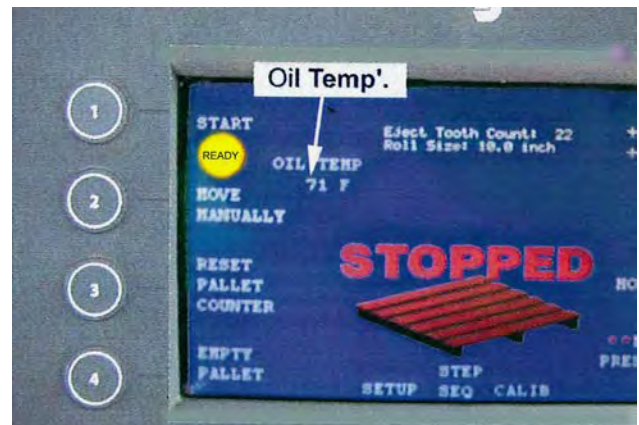 Oil Temp'.
1
START
READY
Eject Tooth Count: 22
Roll Size: 10.0 inch
OIL TEMP
71 F
2
MOVE
MANUALLY
STOPPED
3
RESET
PALLET
COUNTER
4
EMPTY
PALLET
SETUP
STEP
SEQ
CALIB